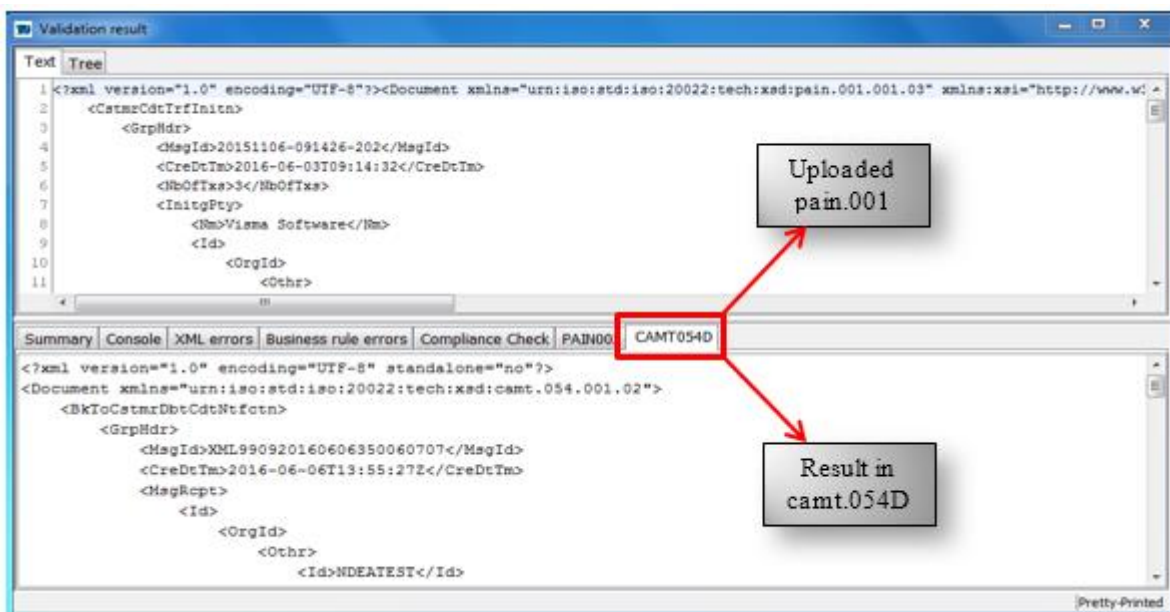 Validation result
Text Tree
1 <?xml version="1.0" encoding="UTF-8"?><Document xmlns="urn:iso:std:iso:20022:tech:xsd:pain.001.001.03" xmlns:xsi="http://www.w
2 <CstmrCdtTrfInitn>
3 <GrpHdr>
4 <MsgId>20151106-091426-202</MsgId>
5 <CreDtTm>2016-06-03T09:14:32</CreDtTm>
6 <NbOfTxs>3</NbOfTxs>
7 <InitgPty>
8 <Nm>Visma Software</Nm>
9 <Id>
10 <OrgId>
11 <Othr>
Uploaded
pain.001
Summary Console XML errors Business rule errors Compliance Check PAIN00 CAMT054D
<?xml version="1.0" encoding="UTF-8" standalone="no"?>
<Document xmlns="urn:iso:std:iso:20022:tech:xsd:camt.054.001.02">
<BkToCstmrDbtCdtNtfctn>
<GrpHdr>
<MsgId>XML990920160606350060707</MsgId>
<CreDtTm>2016-06-06T13:55:27Z</CreDtTm>
<MsgRcpt>
<Id>
<OrgId>
<Othr>
<Id>NDEATEST</Id>
Result in
camt.054D
Pretty-Printed